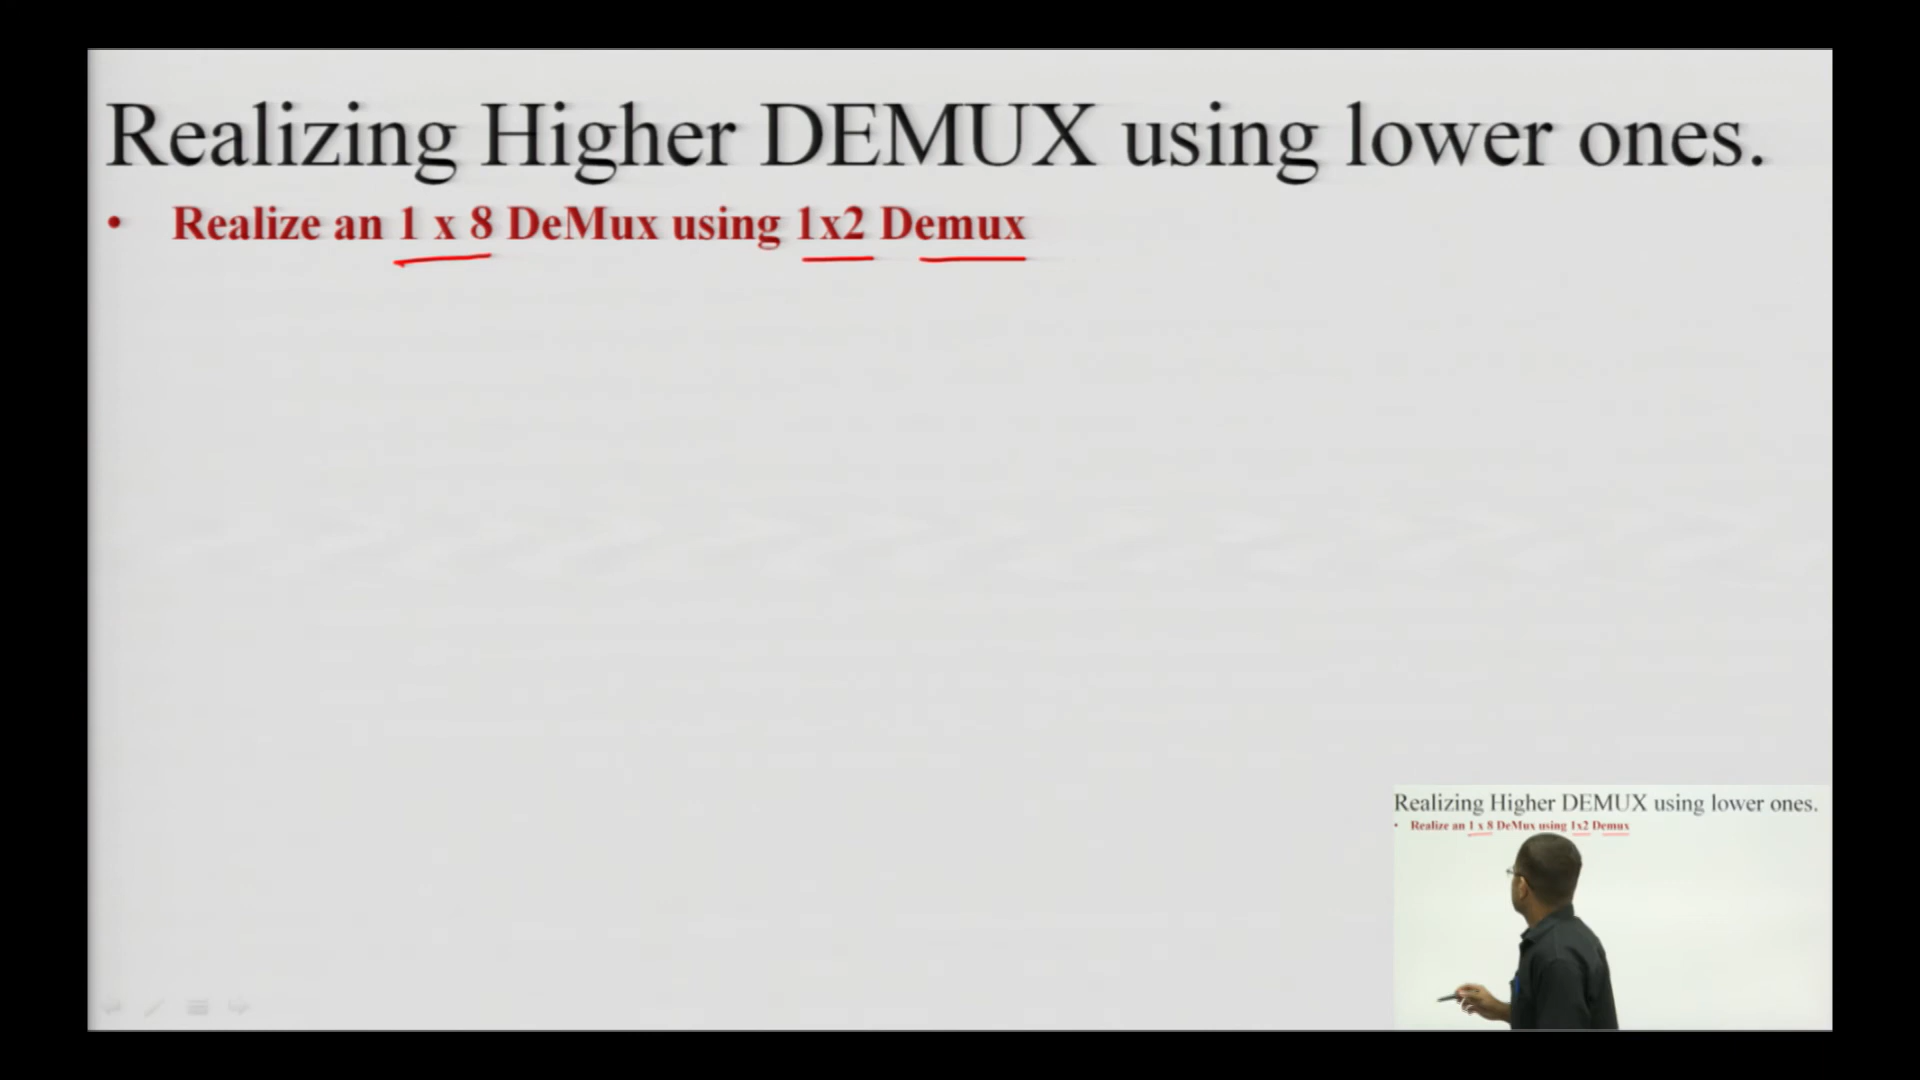 Realizing Higher DEMUX using lower ones.
• Realize an 1 x 8 DeMux using 1x2 Demux
Realizing Higher DEMUX using lower ones.
• Realize an 1 x 8 DeMux using 1x2 Demux